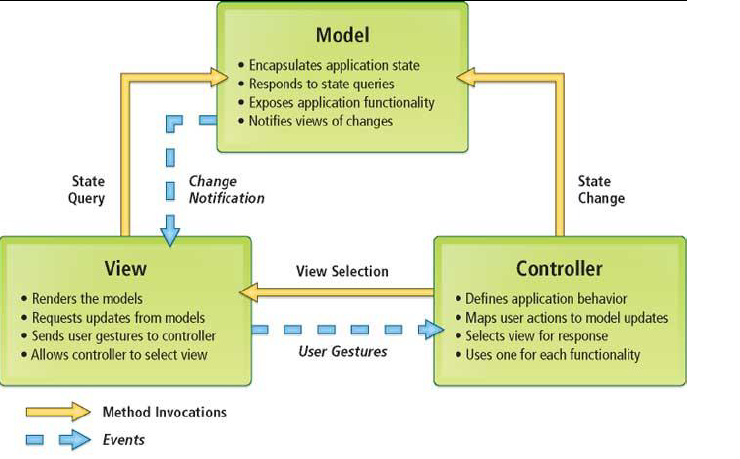 Model
• Encapsulates application state
• Responds to state queries
• Exposes application functionality
• Notifies views of changes
State
Query
Change
Notification
State
Change
View
• Renders the models
• Requests updates from models
• Sends user gestures to controller
• Allows controller to select view
View Selection
User Gestures
Controller
• Defines application behavior
• Maps user actions to model updates
• Selects view for response
• Uses one for each functionality
Method Invocations
Events